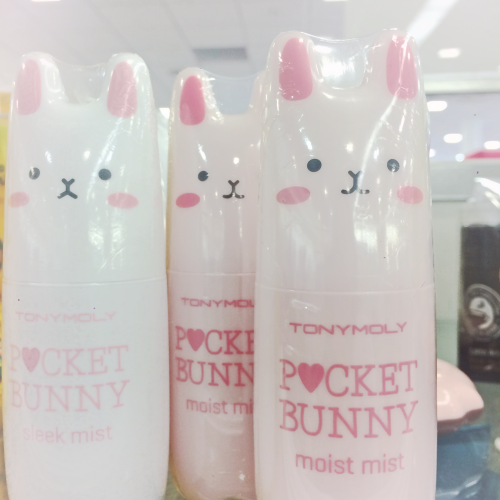 TONYMOLY
POCKET
BUNNY
sleek mist
TONYMOL
POCKE
BUNN
moist mi
TONYMOLY
POCKET
BUNNY
moist mist